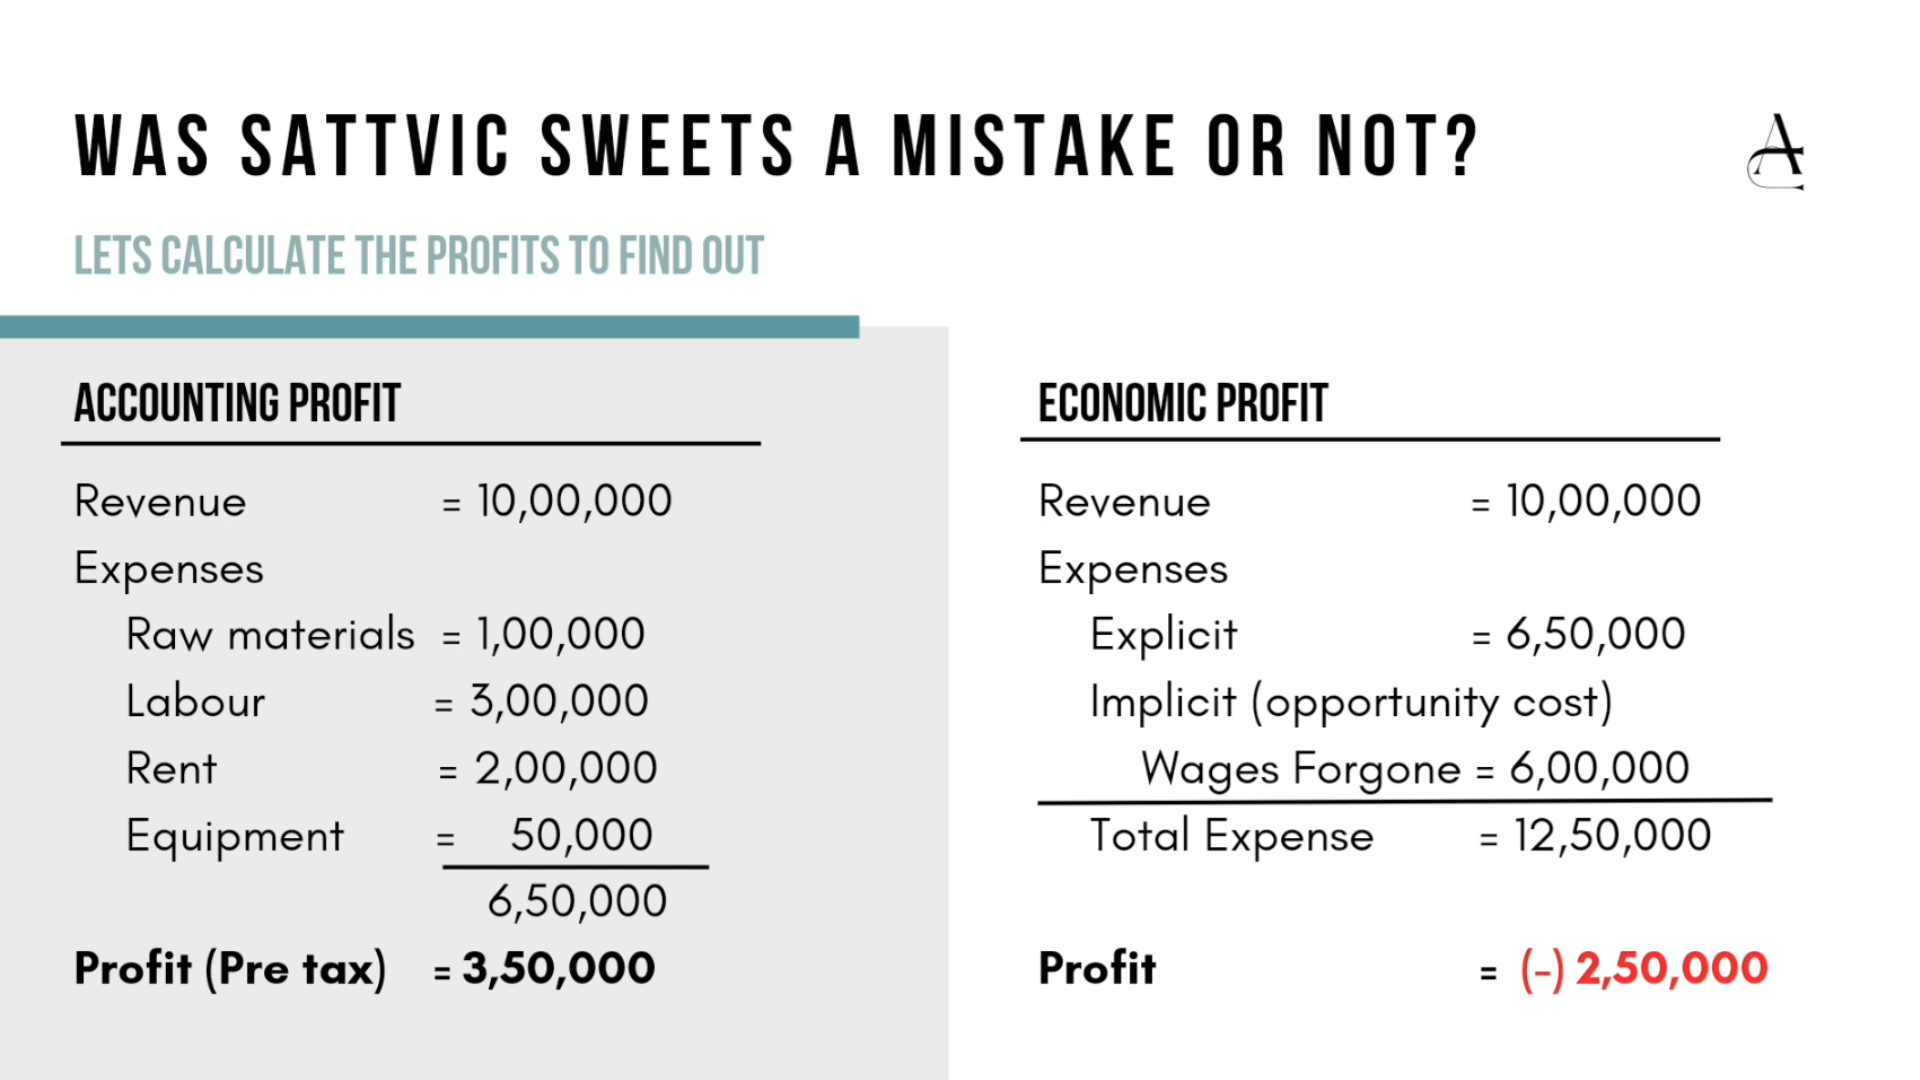 WAS SATTVIC SWEETS A MISTAKE OR NOT?
LETS CALCULATE THE PROFITS TO FIND OUT
ACCOUNTING PROFIT
Revenue = 10,00,000
Expenses
Raw materials = 1,00,000
Labour = 3,00,000
Rent = 2,00,000
Equipment = 50,000
6,50,000
Profit (Pre tax) = 3,50,000
ECONOMIC PROFIT
Revenue = 10,00,000
Expenses
Explicit = 6,50,000
Implicit (opportunity cost)
Wages Forgone = 6,00,000
Total Expense = 12,50,000
Profit = (-) 2,50,000